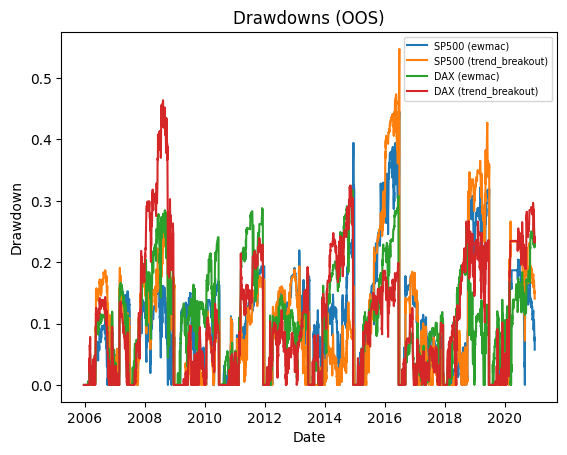 Drawdowns (OOS)
SP500 (ewmac)
SP500 (trend_breakout)
DAX (ewmac)
DAX (trend_breakout)
Drawdown
0.5
0.4
0.3
0.2
0.1
0.0
2006 2008 2010 2012 2014 2016 2018 2020
Date